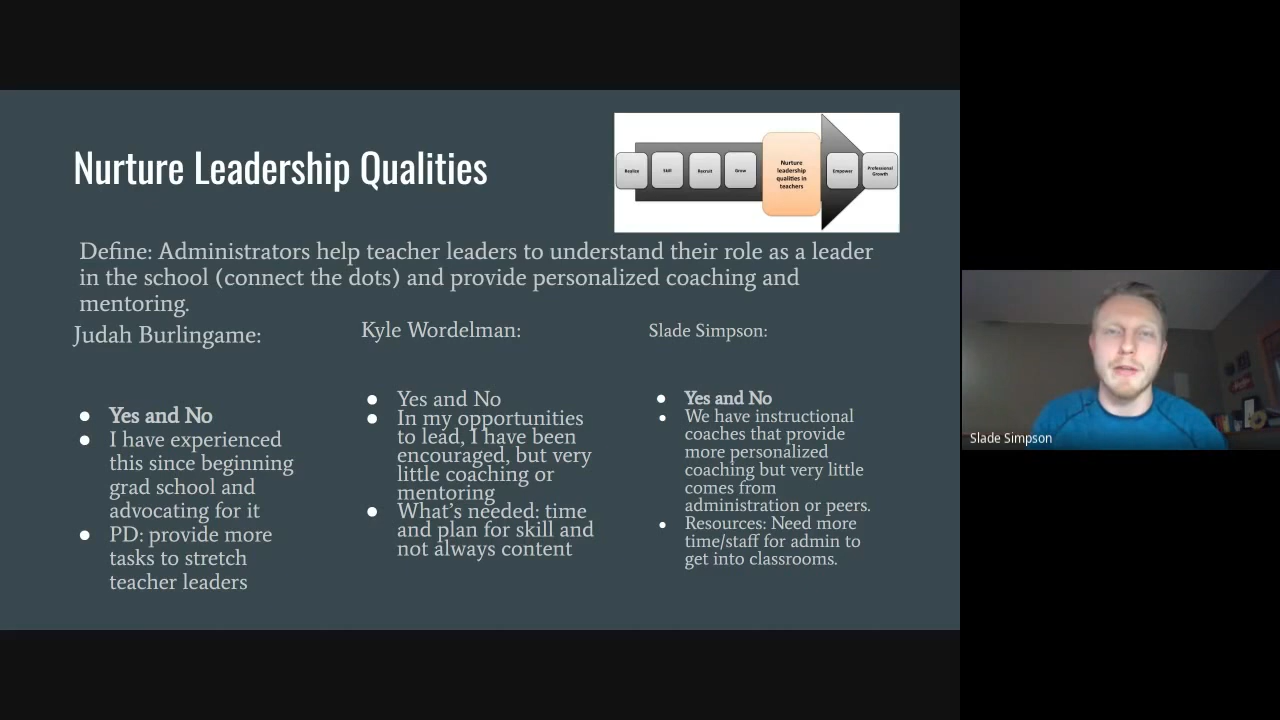 Nurture Leadership Qualities
Realize
Skill
Recruit
Grow
Nurture
leadership
qualities in
teachers
Empower
Professional
Growth
Define: Administrators help teacher leaders to understand their role as a leader
in the school (connect the dots) and provide personalized coaching and
mentoring.
Judah Burlingame:
● Yes and No
● I have experienced
this since beginning
grad school and
advocating for it
● PD: provide more
tasks to stretch
teacher leaders
Kyle Wordelman:
● Yes and No
● In my opportunities
to lead, I have been
encouraged, but very
little coaching or
mentoring
● What's needed: time
and plan for skill and
not always content
Slade Simpson:
● Yes and No
● We have instructional
coaches that provide
more personalized
coaching but very little
comes from
administration or peers.
● Resources: Need more
time/staff for admin to
get into classrooms.
Slade Simpson